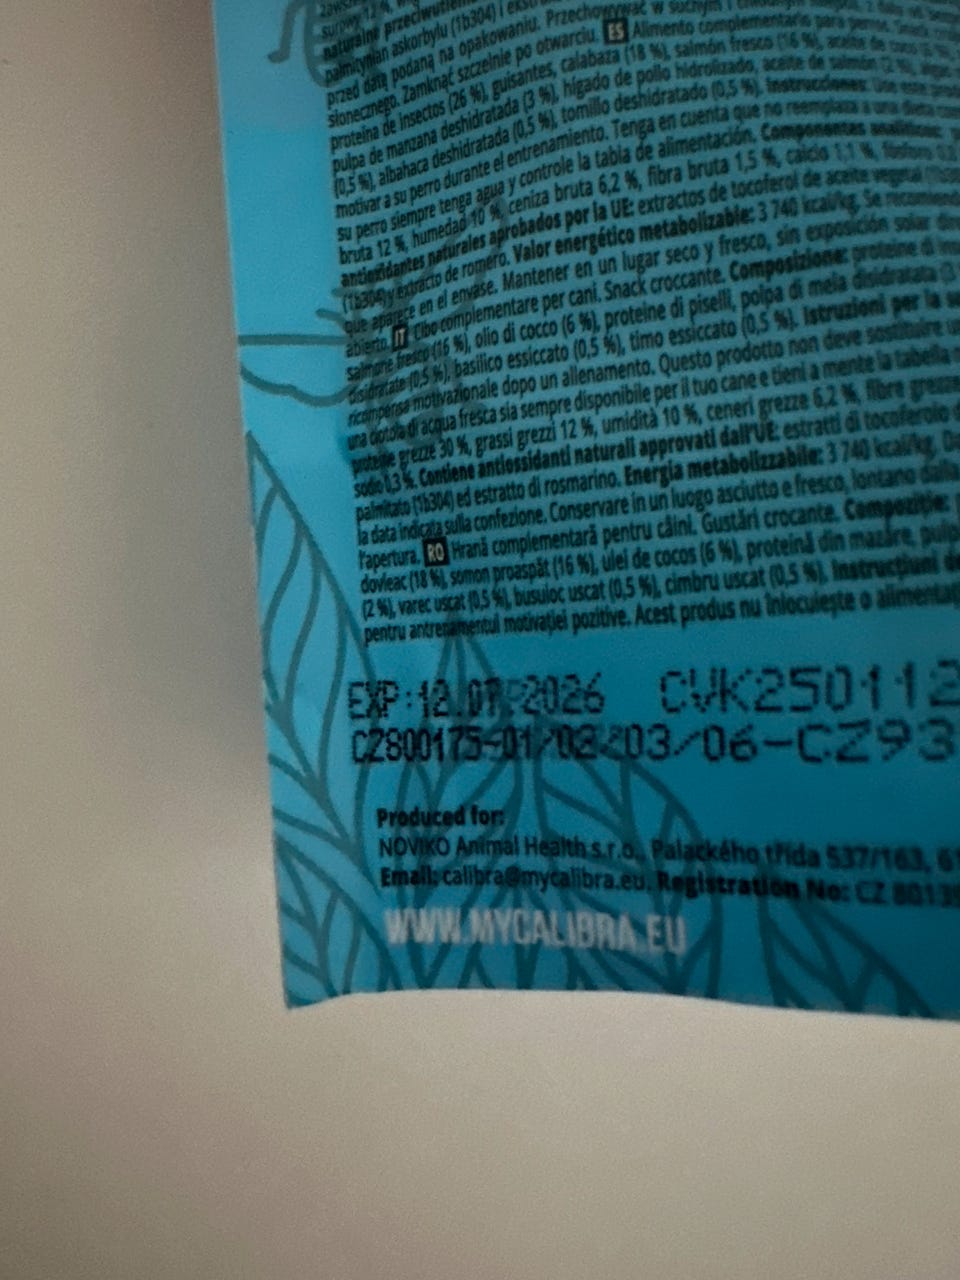 surowy 12 %,
naturalne przeciwutleniacze
palmitynian askorbylu (1b304) i
przed datą podaną na opakowaniu. Przechowywać w suchym i
słonecznego. Zamknąć szczelnie po otwarciu. ES Alimento complementario para perros.
proteína de insectos (26 %), guisantes, calabaza (18 %), salmón fresco (16 %), aceite de coco (6 %),
pulpa de manzana deshidratada (3 %), hígado de pollo hidrolizado, aceite de salmón (2 %),
(0,5 %), albahaca deshidratada (0,5 %), tomillo deshidratado (0,5 %). Instrucciones: Use este
motivar a su perro durante el entrenamiento. Tenga en cuenta que no reemplaza a una dieta
su perro siempre tenga agua y controle la tabla de alimentación. Componentes analíticos:
bruta 12 %, humedad 10 %, ceniza bruta 6,2 %, fibra bruta 1,5 %, calcio 1,1 %, fósforo
antioxidantes naturales aprobados por la UE: extractos de tocoferol de aceite vegetal
(1b304) y extracto de romero. Valor energético metabolizable: 3 740 kcal/kg. Se
que aparece en el envase. Mantener en un lugar seco y fresco, sin exposición solar
abierto. IT Cibo complementare per cani. Snack croccante. Composizione: proteine di
salmone fresco (16 %), olio di cocco (6 %), proteine di piselli, polpa di mela disidratata (3
disidratate (0,5 %), basilico essiccato (0,5 %), timo essiccato (0,5 %). Istruzioni per la
ricompensa motivazionale dopo un allenamento. Questo prodotto non deve sostituire
una ciotola di acqua fresca sia sempre disponibile per il tuo cane e tieni a mente la tabella
proteine grezze 30 %, grassi grezzi 12 %, umidità 10 %, ceneri grezze 6,2 %, fibre grezze
sodio 0,3 %. Contiene antiossidanti naturali approvati dall'UE: estratti di tocoferolo
palmitato (1b304) ed estratto di rosmarino. Energia metabolizzabile: 3 740 kcal/kg.
la data indicata sulla confezione. Conservare in un luogo asciutto e fresco, lontano dalla
l'apertura. RO Hrană complementară pentru câini. Gustări crocante. Compoziție:
dovleac (18 %), somon proaspăt (16 %), ulei de cocos (6 %), proteină din mazăre,
(2 %), varec uscat (0,5 %), busuioc uscat (0,5 %), cimbru uscat (0,5 %). Instrucțiuni
pentru antrenamentul motivației pozitive. Acest produs nu înlocuiește o
EXP:12.07.2026 CVK250112
CZ800175-01/02/03/06-CZ93
Produced for:
NOVIKO Animal Health s.r.o., Palackého třída 537/163,
Email: calibra@mycalibra.eu, Registration No: CZ
WWW.MYCALIBRA.EU